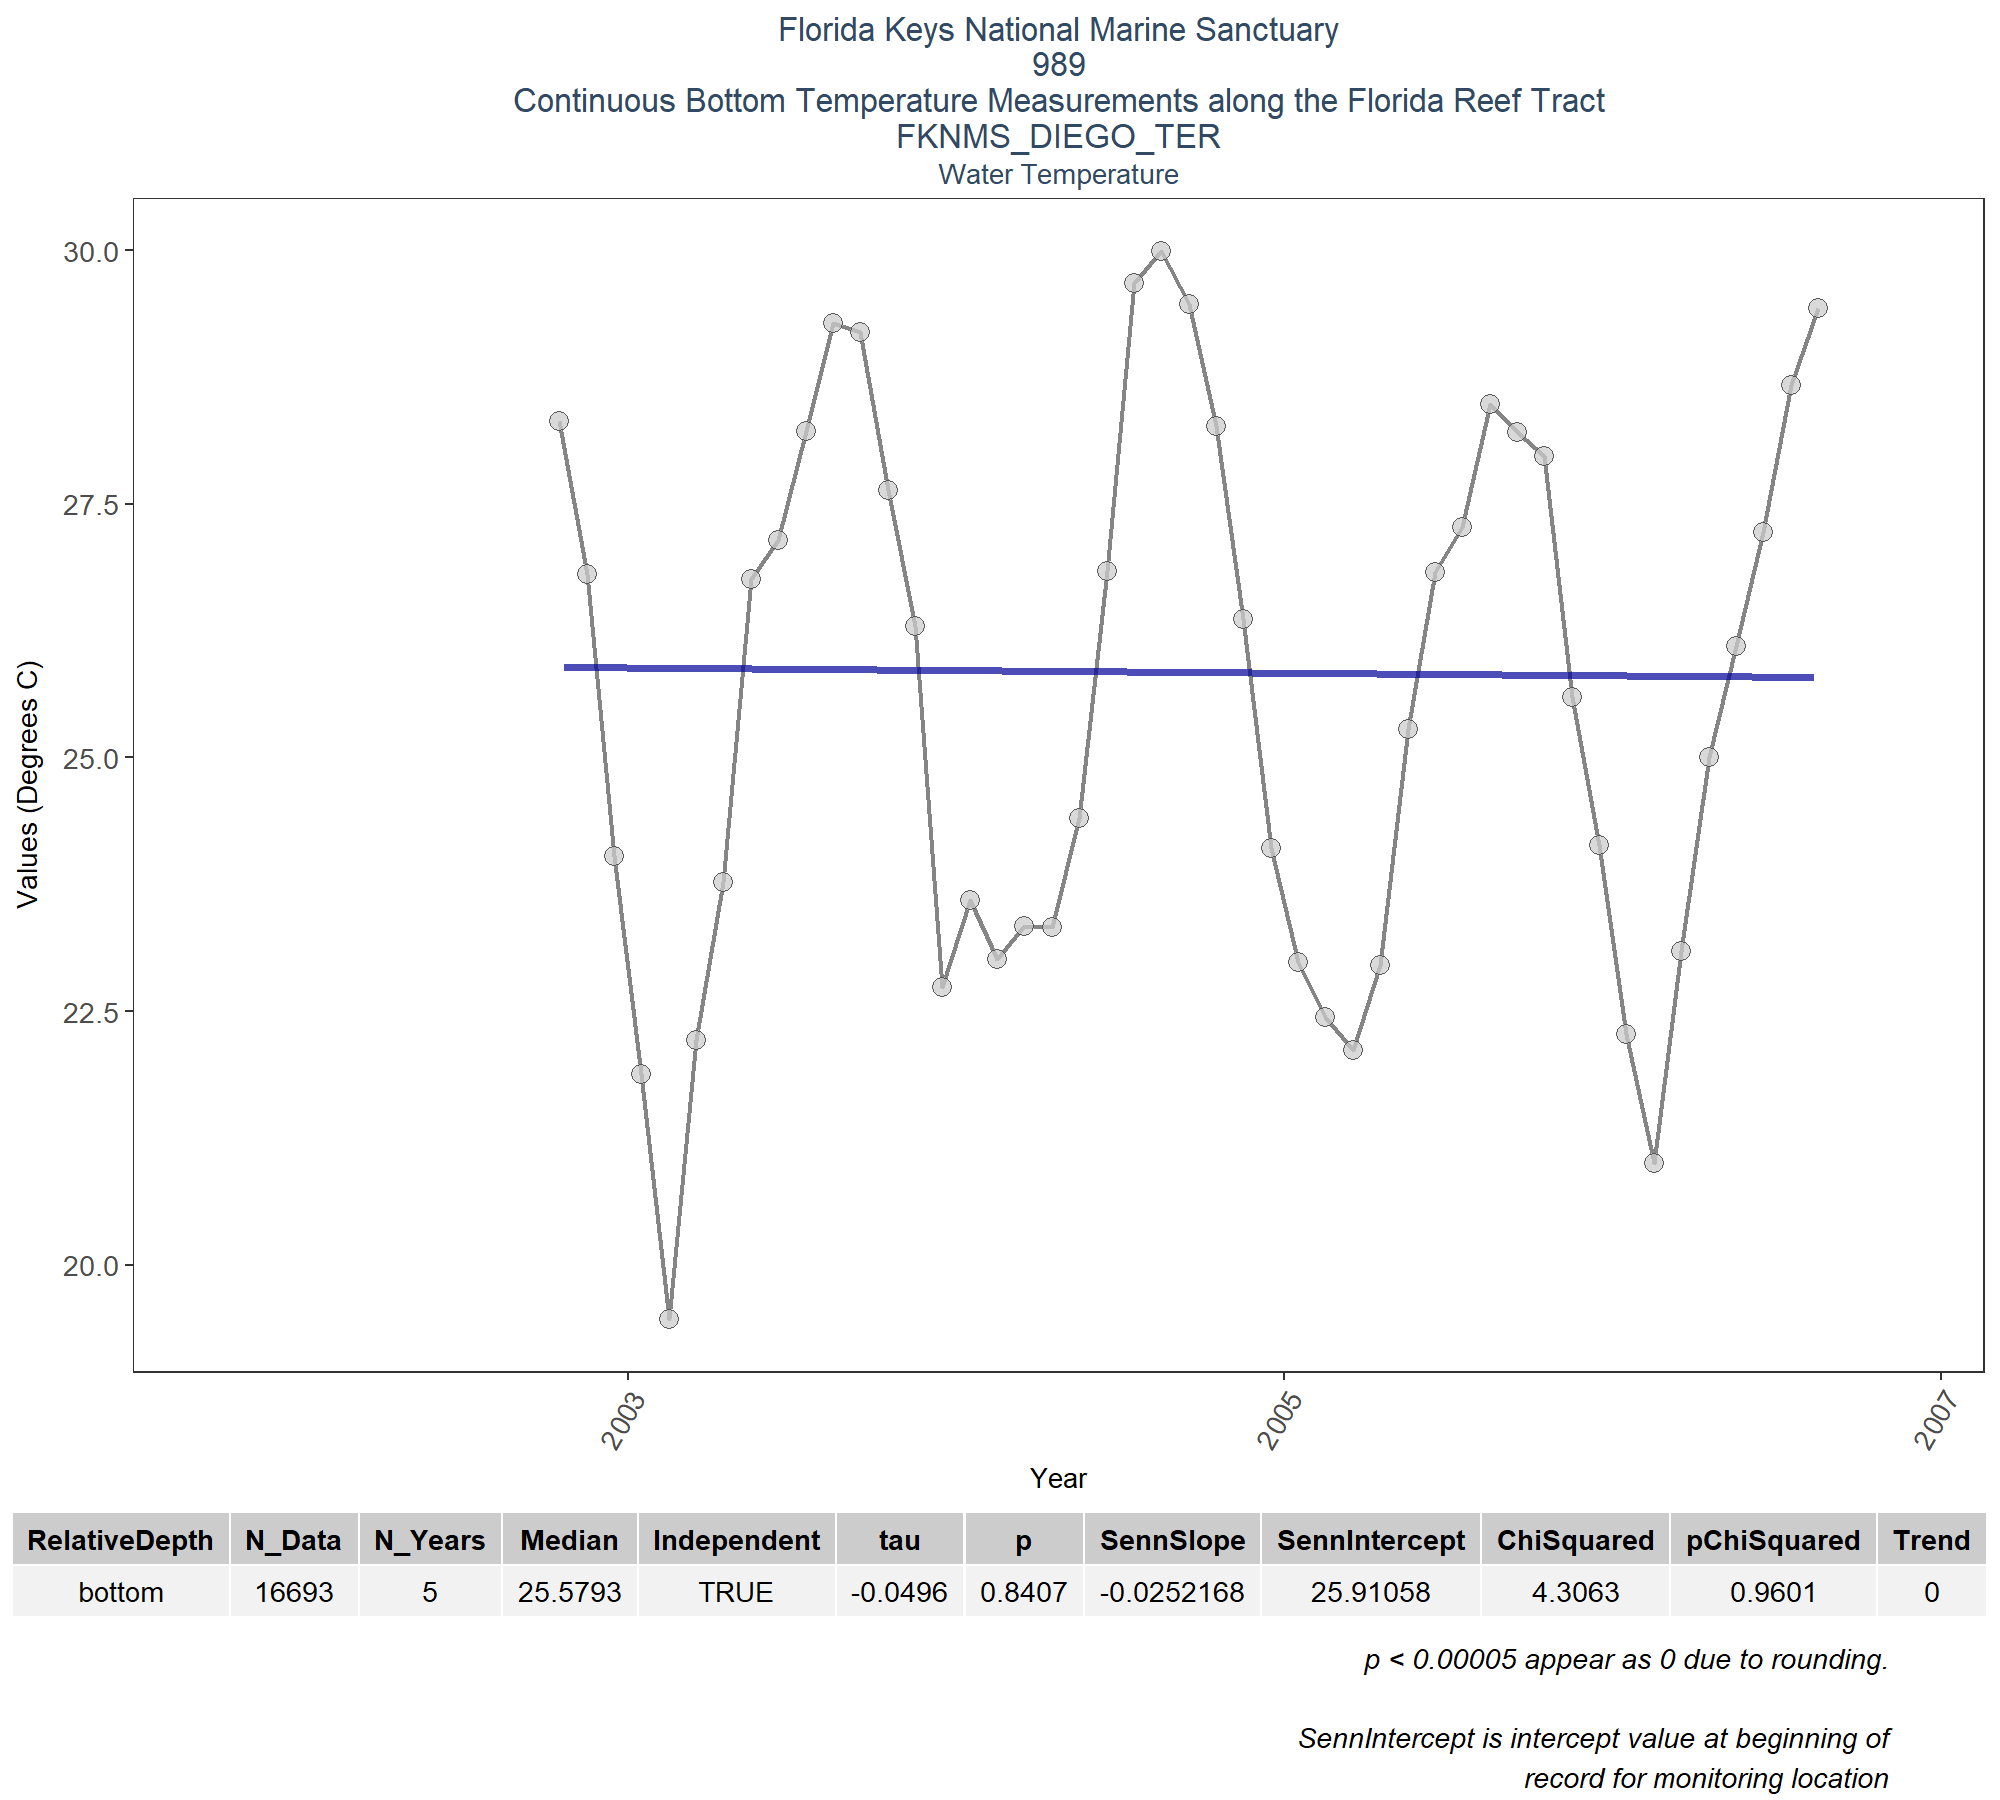 Florida Keys National Marine Sanctuary
989
Continuous Bottom Temperature Measurements along the Florida Reef Tract
FKNMS_DIEGO_TER
Water Temperature
Values (Degrees C)
30.0
27.5
25.0
22.5
20.0
2003 2005 2007
Year
RelativeDepth N_Data N_Years Median Independent tau p SennSlope SennIntercept ChiSquared pChiSquared Trend
bottom 16693 5 25.5793 TRUE -0.0496 0.8407 -0.0252168 25.91058 4.3063 0.9601 0
p < 0.00005 appear as 0 due to rounding.
SennIntercept is intercept value at beginning of
record for monitoring location